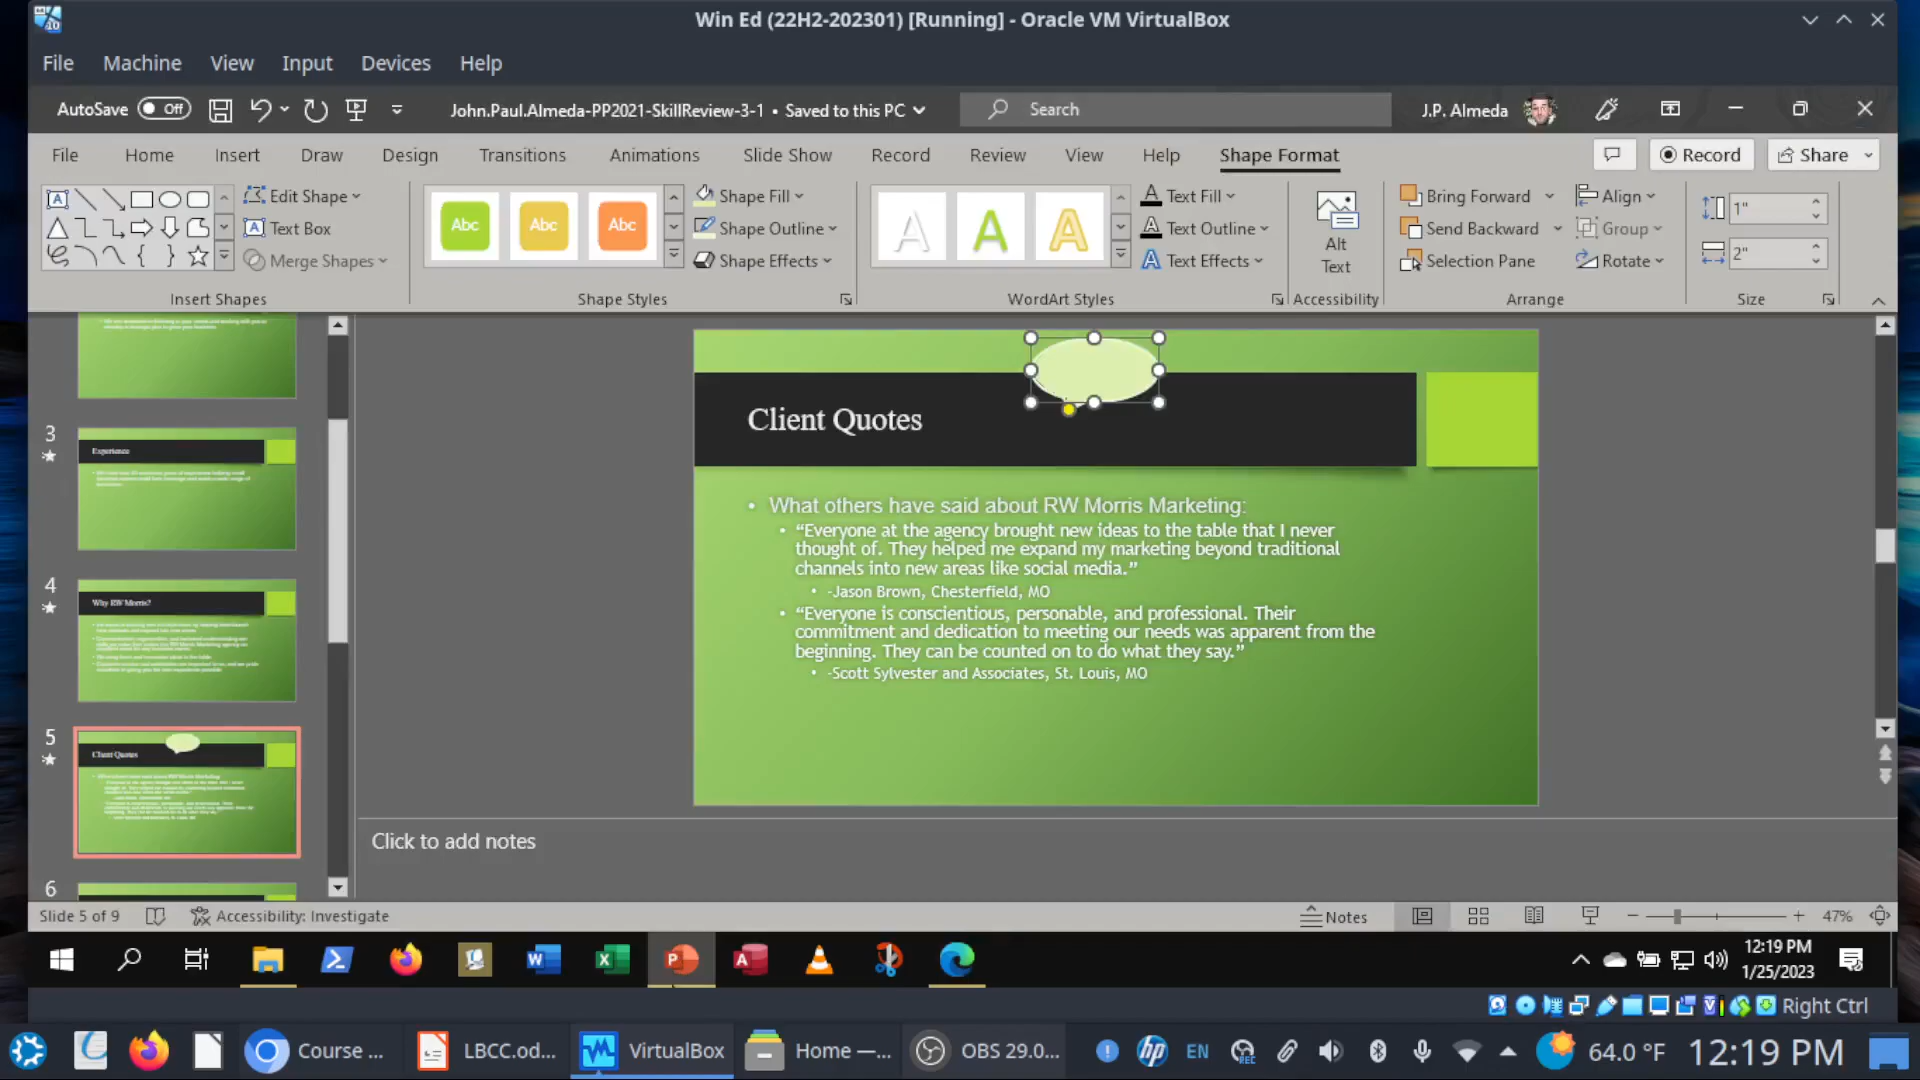 Win Ed (22H2-202301) [Running] - Oracle VM VirtualBox
File Machine View Input Devices Help
AutoSave Off John.Paul.Almeda-PP2021-SkillReview-3-1 • Saved to this PC Search J.P. Almeda
File Home Insert Draw Design Transitions Animations Slide Show Record Review View Help Shape Format Record Share
Edit Shape
Text Box
Merge Shapes
Insert Shapes
Abc Abc Abc
Shape Fill
Shape Outline
Shape Effects
Shape Styles
A A A
Text Fill
Text Outline
Text Effects
WordArt Styles
Alt
Text
Accessibility
Bring Forward
Send Backward
Selection Pane
Align
Group
Rotate
Arrange
1"
2"
Size
3
Experience
4
Why RW Morris?
5
Client Quotes
6
Client Quotes
• What others have said about RW Morris Marketing:
• “Everyone at the agency brought new ideas to the table that I never
thought of. They helped me expand my marketing beyond traditional
channels into new areas like social media.”
• -Jason Brown, Chesterfield, MO
• “Everyone is conscientious, personable, and professional. Their
commitment and dedication to meeting our needs was apparent from the
beginning. They can be counted on to do what they say.”
• -Scott Sylvester and Associates, St. Louis, MO
Click to add notes
Slide 5 of 9 Accessibility: Investigate Notes 47%
12:19 PM
1/25/2023
Right Ctrl
Course ... LBCC.od... VirtualBox Home —... OBS 29.0... EN 64.0 °F 12:19 PM